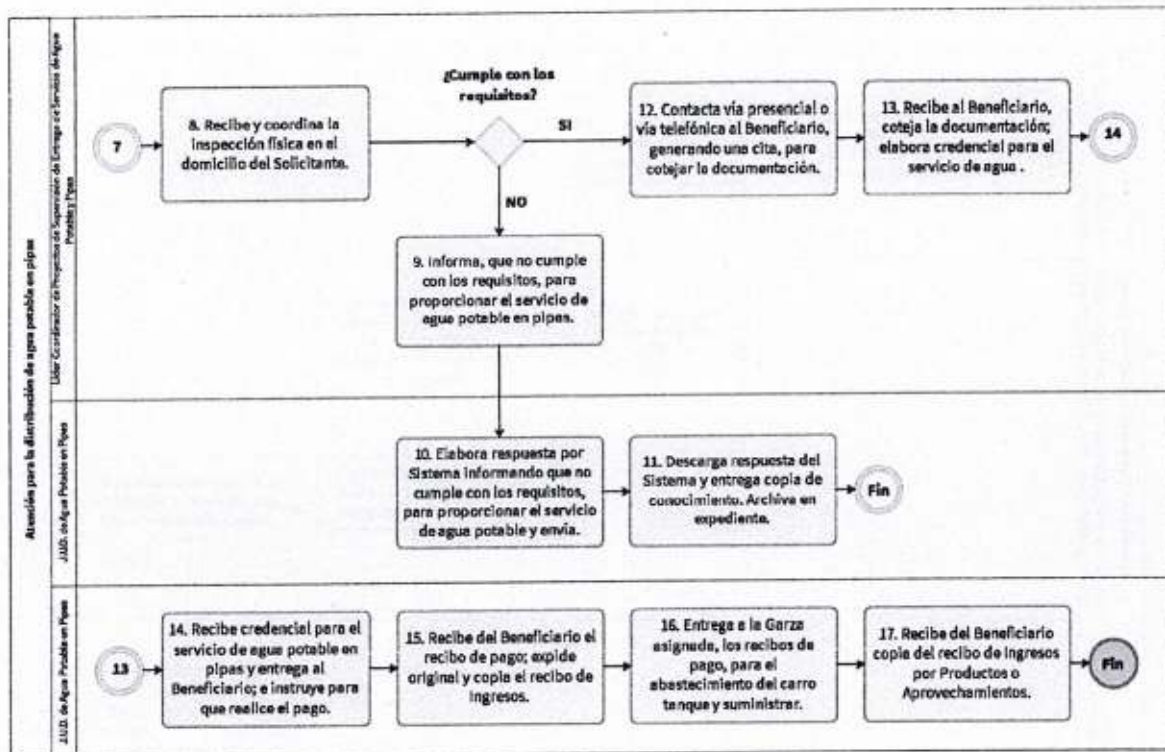 Atención para la distribución de agua potable en pipas
Líder Coordinador de Proyectos de Supervisión de Entrega de Servicio de Agua
Potable y Pipas
7
8. Recibe y coordina la
inspección física en el
domicilio del Solicitante.
¿Cumple con los
requisitos?
SI
NO
12. Contacta vía presencial o
vía telefónica al Beneficiario,
generando una cita, para
cotejar la documentación.
13. Recibe al Beneficiario,
coteja la documentación;
elabora credencial para el
servicio de agua .
14
9. Informa, que no cumple
con los requisitos, para
proporcionar el servicio de
agua potable en pipas.
J.U.D. de Agua Potable en Pipas
10. Elabora respuesta por
Sistema informando que no
cumple con los requisitos,
para proporcionar el servicio
de agua potable y envía.
11. Descarga respuesta del
Sistema y entrega copia de
conocimiento. Archiva en
expediente.
Fin
J.U.D. de Agua Potable en Pipas
13
14. Recibe credencial para el
servicio de agua potable en
pipas y entrega al
Beneficiario; e instruye para
que realice el pago.
15. Recibe del Beneficiario el
recibo de pago; expide
original y copia el recibo de
Ingresos.
16. Entrega a la Garza
asignada, los recibos de
pago, para el
abastecimiento del carro
tanque y suministrar.
17. Recibe del Beneficiario
copia del recibo de Ingresos
por Productos o
Aprovechamientos.
Fin